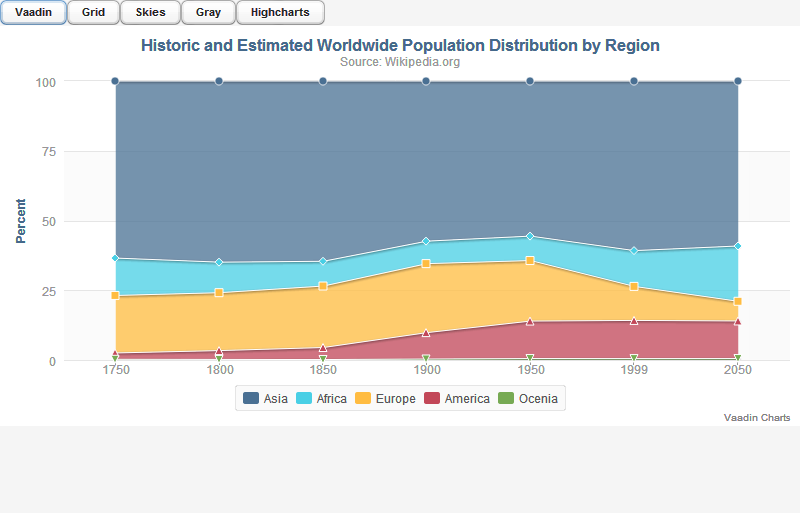 Vaadin Grid Skies Gray Highcharts
Historic and Estimated Worldwide Population Distribution by Region
Source: Wikipedia.org
Percent
100
75
50
25
0
1750 1800 1850 1900 1950 1999 2050
Asia Africa Europe America Ocenia
Vaadin Charts